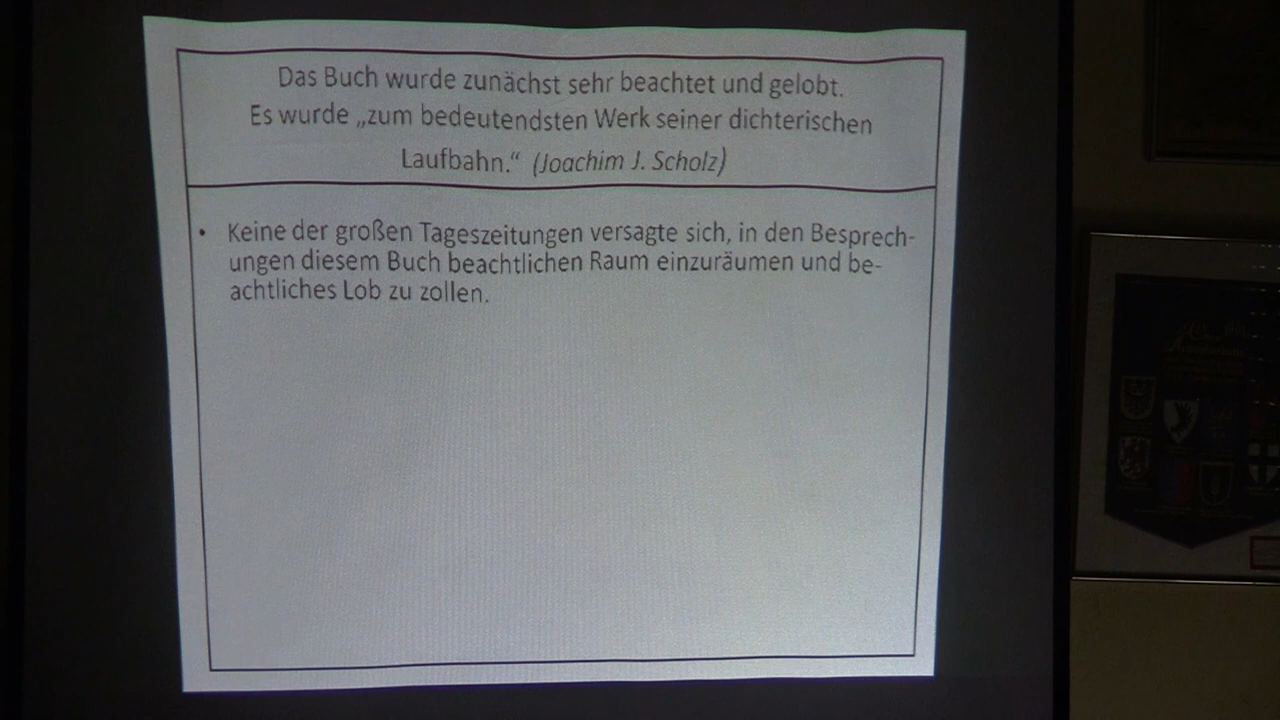 Das Buch wurde zunächst sehr beachtet und gelobt.
Es wurde „zum bedeutendsten Werk seiner dichterischen
Laufbahn.“ (Joachim J. Scholz)
• Keine der großen Tageszeitungen versagte sich, in den Besprech-
ungen diesem Buch beachtlichen Raum einzuräumen und be-
achtliches Lob zu zollen.